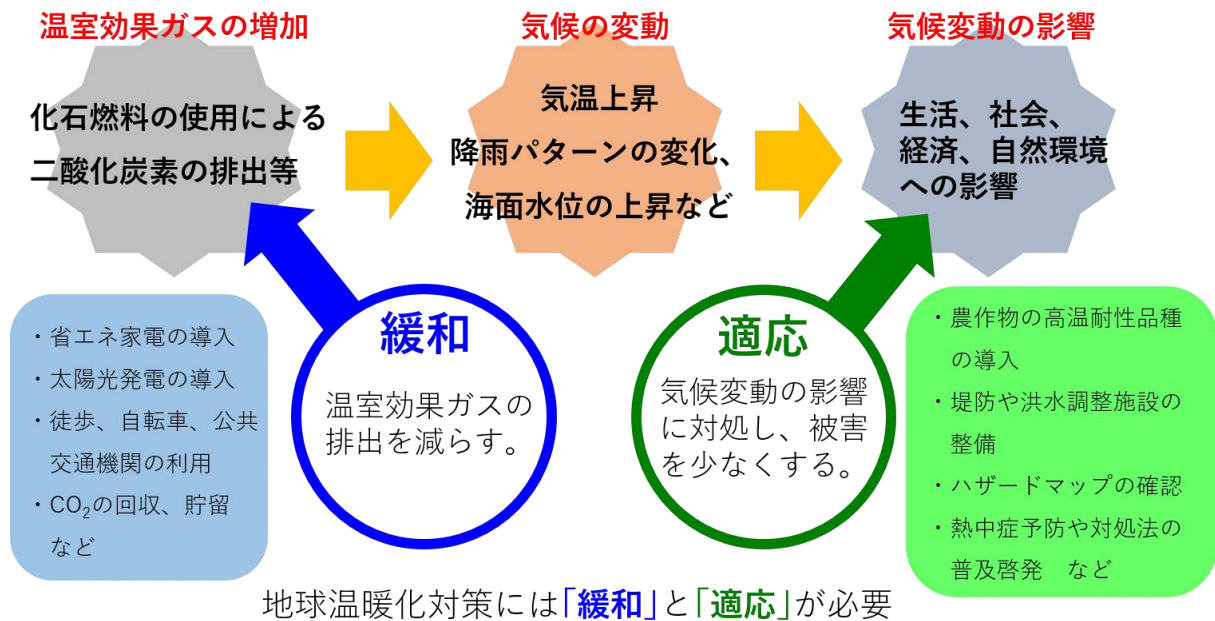 温室効果ガスの増加
気候の変動
気候変動の影響
化石燃料の使用による
二酸化炭素の排出等
気温上昇
降雨パターンの変化、
海面水位の上昇など
生活、社会、
経済、自然環境
への影響
・省エネ家電の導入
・太陽光発電の導入
・徒歩、自転車、公共
交通機関の利用
・CO₂の回収、貯留
など
緩和
温室効果ガスの
排出を減らす。
適応
気候変動の影響
に対処し、被害
を少なくする。
・農作物の高温耐性品種
の導入
・堤防や洪水調整施設の
整備
・ハザードマップの確認
・熱中症予防や対処法の
普及啓発　など
地球温暖化対策には「緩和」と「適応」が必要